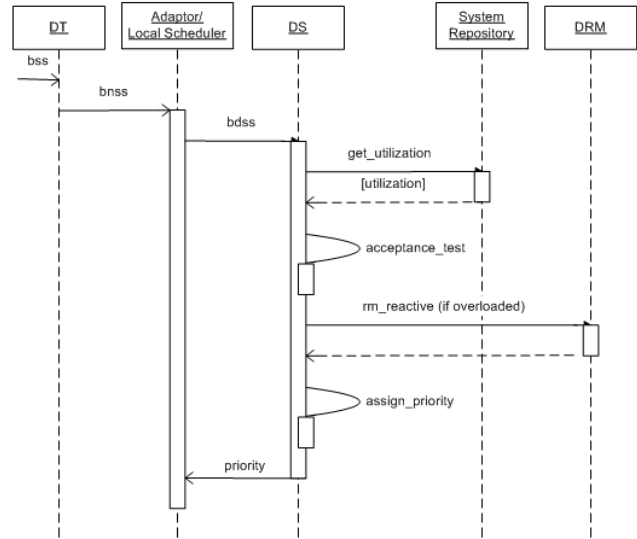 DT
Adaptor/
Local Scheduler
DS
System
Repository
DRM
bss
bnss
bdss
get_utilization
[utilization]
acceptance_test
rm_reactive (if overloaded)
assign_priority
priority